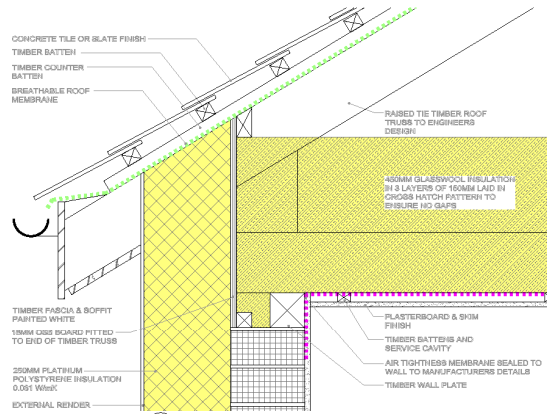 CONCRETE TILE OR SLATE FINISH
TIMBER BATTEN
TIMBER COUNTER
BATTEN
BREATHABLE ROOF
MEMBRANE
RAISED TIE TIMBER ROOF
TRUSS TO ENGINEERS
DESIGN
450MM GLASSWOOL INSULATION
IN 3 LAYERS OF 150MM LAID IN
CROSS HATCH PATTERN TO
ENSURE NO GAPS
TIMBER FASCIA & SOFFIT
PAINTED WHITE
18MM OSB BOARD FITTED
TO END OF TIMBER TRUSS
250MM PLATINUM
POLYSTYRENE INSULATION
0.031 W/mK
EXTERNAL RENDER
PLASTERBOARD & SKIM
FINISH
TIMBER BATTENS AND
SERVICE CAVITY
AIR TIGHTNESS MEMBRANE SEALED TO
WALL TO MANUFACTURERS DETAILS
TIMBER WALL PLATE